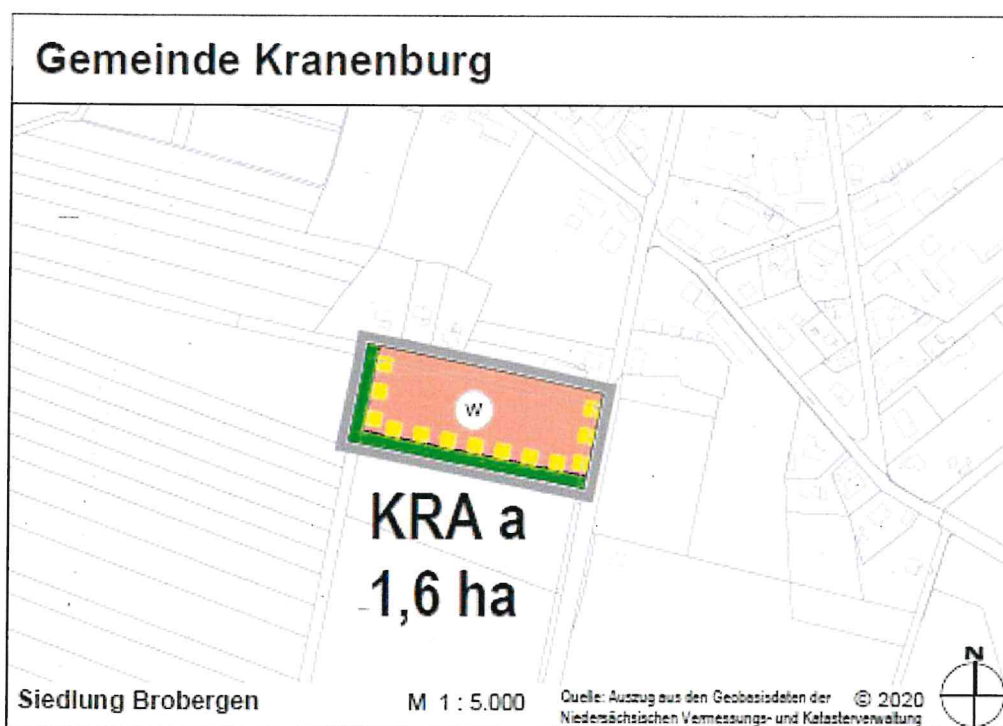 Gemeinde Kranenburg
W
KRA a
1,6 ha
N
Siedlung Brobergen
M 1 : 5.000
Quelle: Auszug aus den Geobasisdaten der © 2020
Niedersächsischen Vermessungs- und Katasterverwaltung